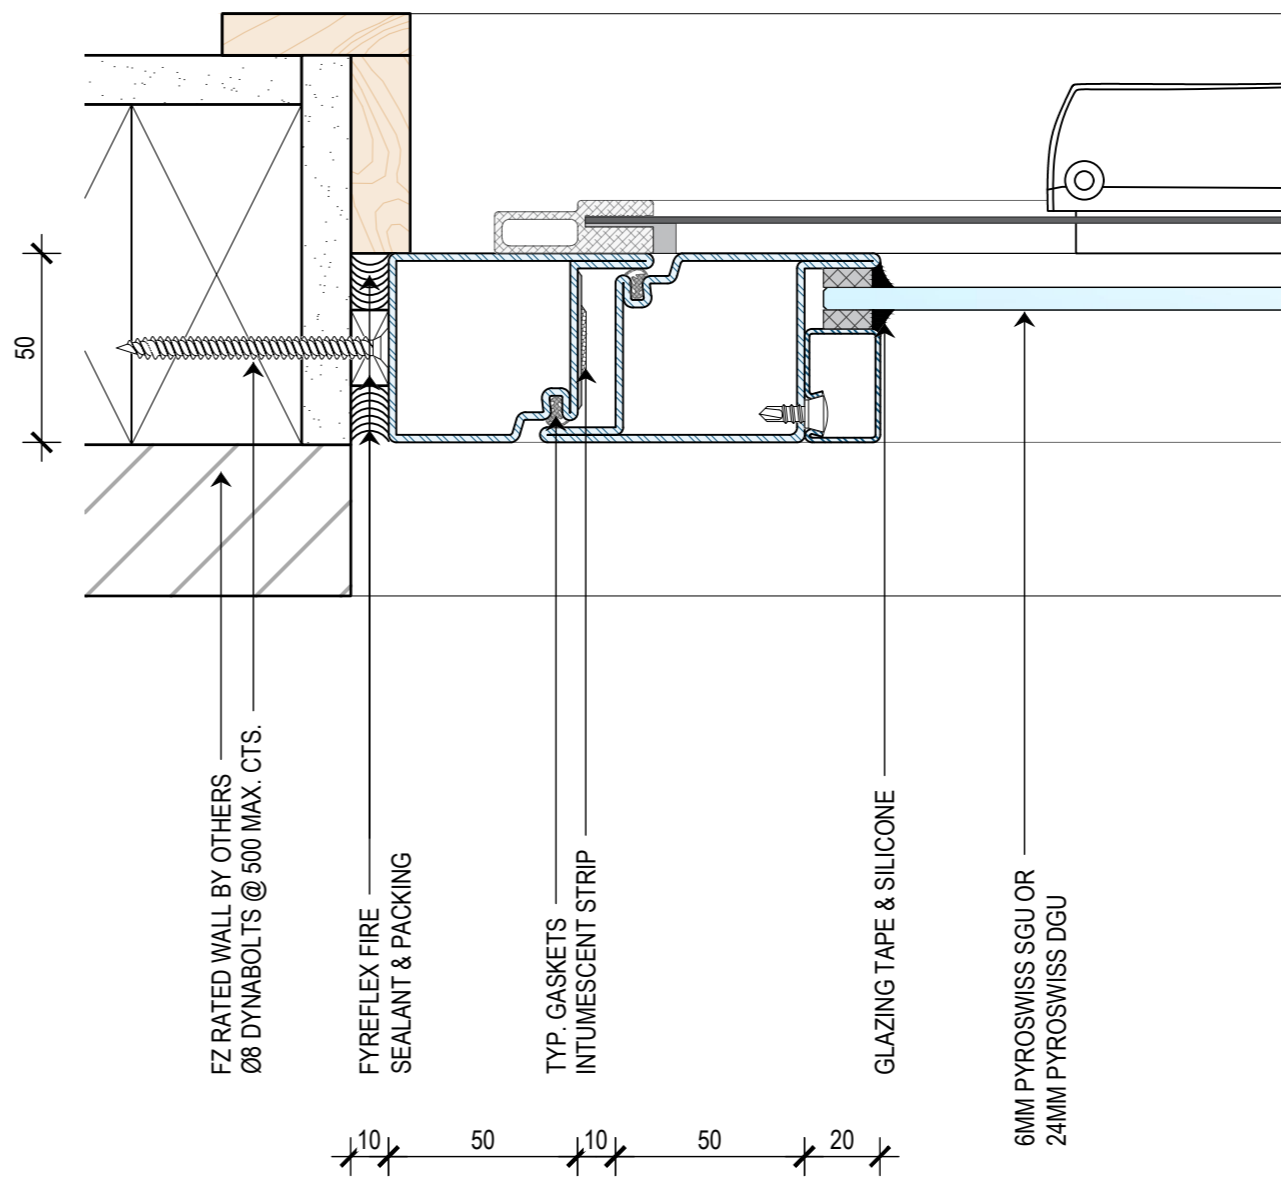 50
FZ RATED WALL BY OTHERS
Ø8 DYNABOLTS @ 500 MAX. CTS.
FYREFLEX FIRE
SEALANT & PACKING
TYP. GASKETS
INTUMESCENT STRIP
GLAZING TAPE & SILICONE
6MM PYROSWISS SGU OR
24MM PYROSWISS DGU
10 50 10 50 20